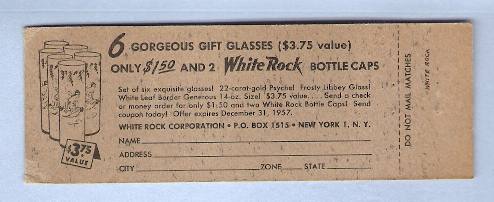 6 GORGEOUS GIFT GLASSES ($3.75 value)
ONLY $1.50 AND 2 White Rock BOTTLE CAPS
Set of six exquisite glasses! 22-carat-gold Psyche! Frosty Libbey Glass!
White Leaf Border Generous 14-oz. Size! $3.75 value.... Send a check
or money order for only $1.50 and two White Rock Bottle Caps! Send
coupon today! Offer expires December 31, 1957.
WHITE ROCK CORPORATION • P.O. BOX 1515 • NEW YORK 1, N.Y.
NAME
ADDRESS
CITY ZONE STATE
$3.75
VALUE
DO NOT MAIL MATCHES
WHITE ROCK